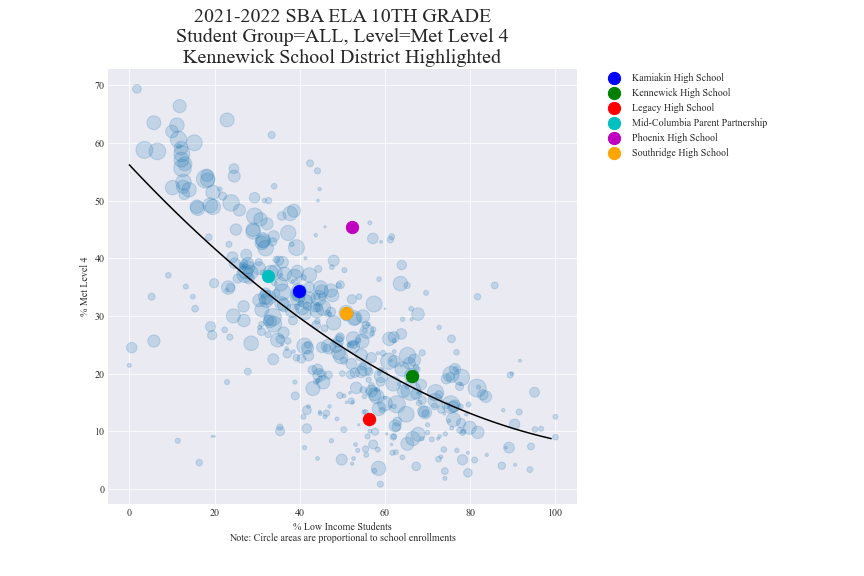 2021-2022 SBA ELA 10TH GRADE
Student Group=ALL, Level=Met Level 4
Kennewick School District Highlighted
Kamiakin High School
Kennewick High School
Legacy High School
Mid-Columbia Parent Partnership
Phoenix High School
Southridge High School
% Met Level 4
70
60
50
40
30
20
10
0
0 20 40 60 80 100
% Low Income Students
Note: Circle areas are proportional to school enrollments